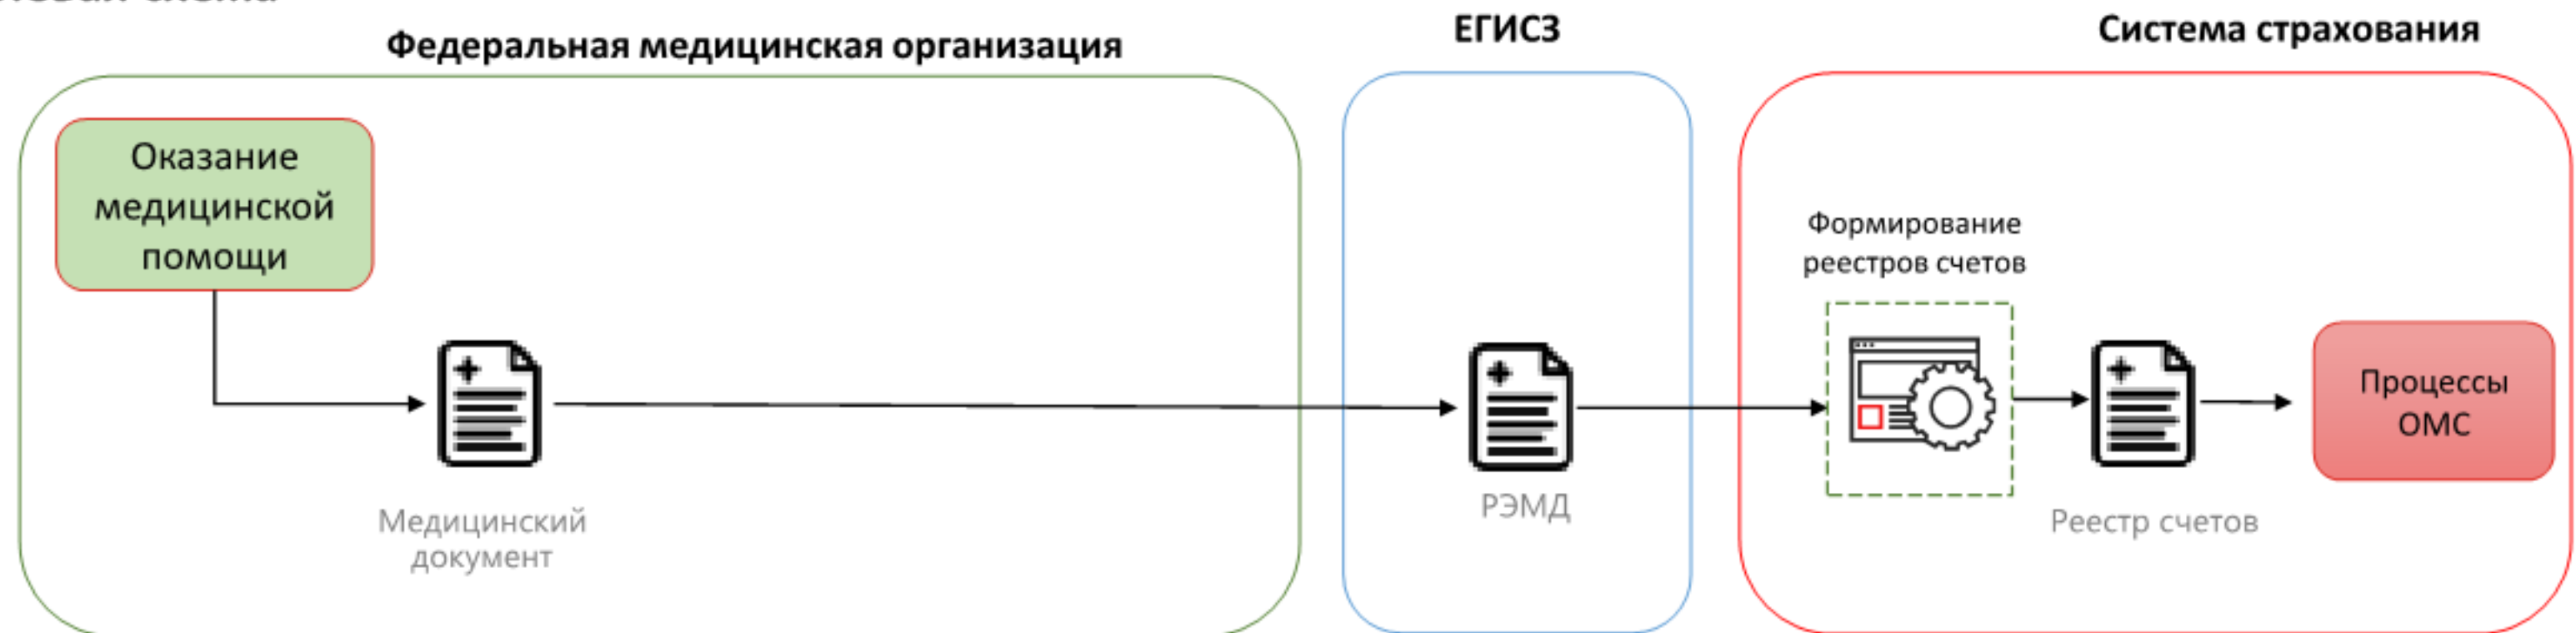 Федеральная медицинская организация
ЕГИСЗ
Система страхования
Оказание
медицинской
помощи
Медицинский
документ
РЭМД
Формирование
реестров счетов
Реестр счетов
Процессы
ОМС